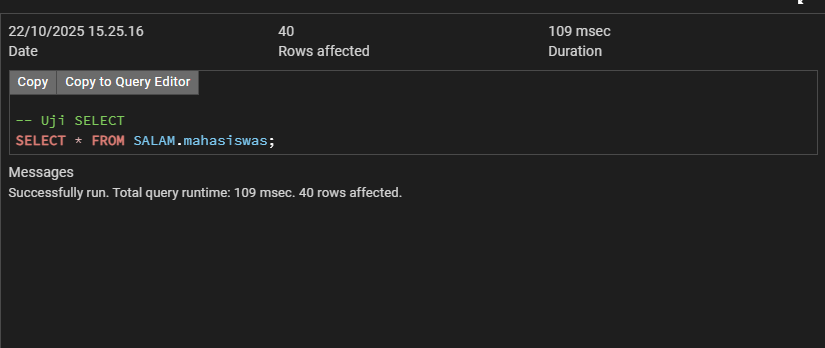 22/10/2025 15.25.16 40 109 msec
Date Rows affected Duration
Copy Copy to Query Editor
-- Uji SELECT
SELECT * FROM SALAM.mahasiswas;
Messages
Successfully run. Total query runtime: 109 msec. 40 rows affected.